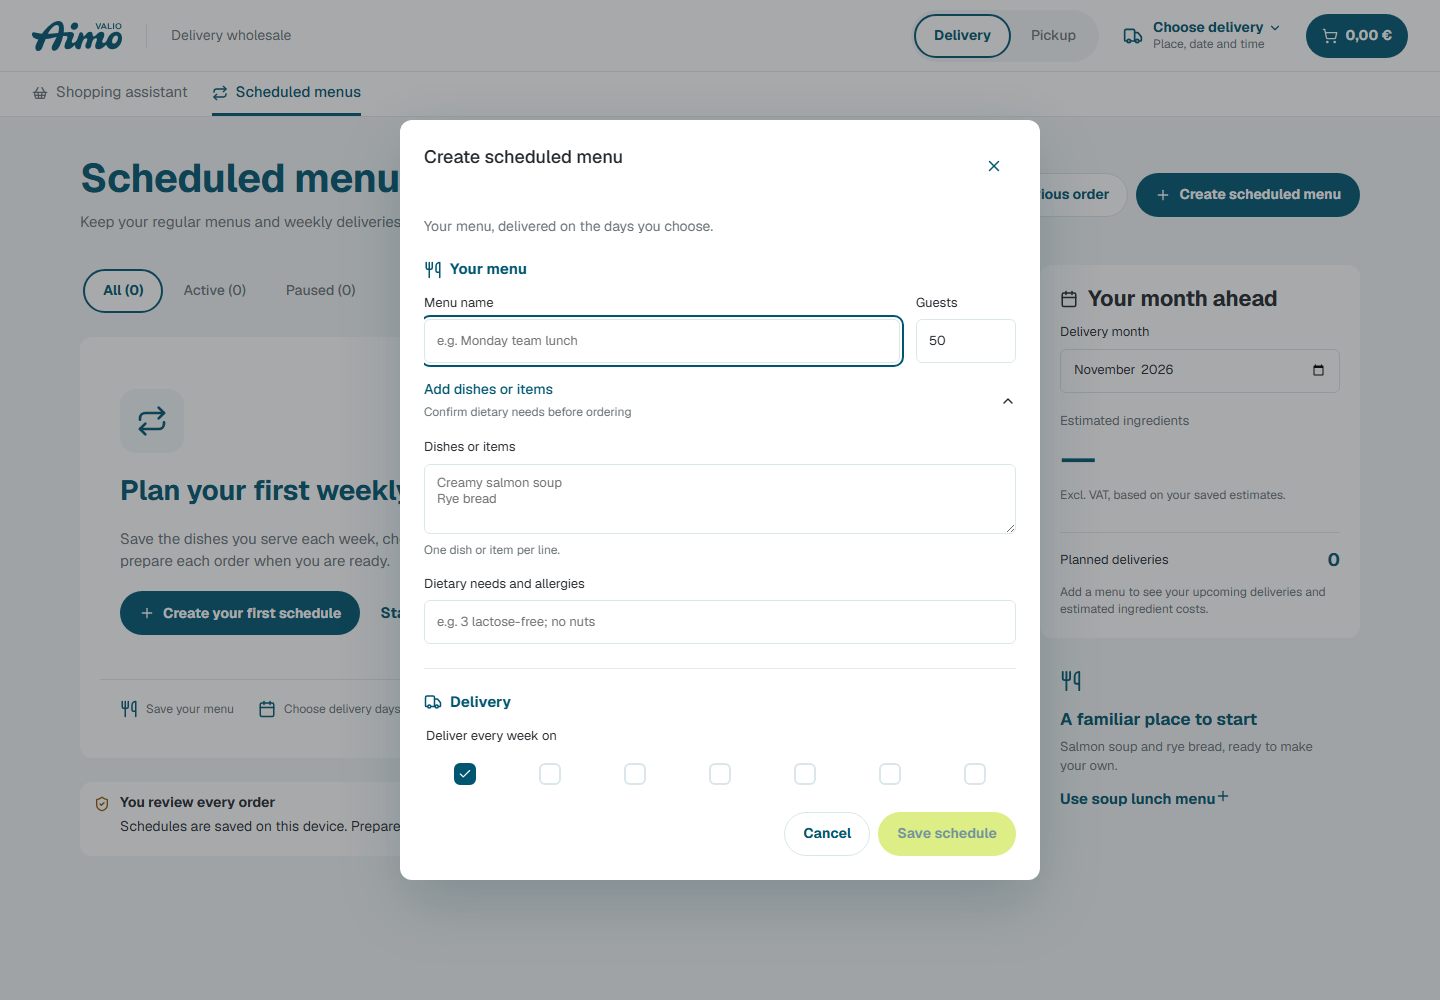 VALIO
Aimo
Delivery wholesale
Delivery
Pickup
Choose delivery
Place, date and time
0,00 €
Shopping assistant
Scheduled menus
Scheduled menu
Keep your regular menus and weekly deliveries
ious order
Create scheduled menu
All (0)
Active (0)
Paused (0)
Plan your first weekly
Save the dishes you serve each week, ch
prepare each order when you are ready.
Create your first schedule
Sta
Save your menu
Choose delivery days
You review every order
Schedules are saved on this device. Prepare
Create scheduled menu
Your menu, delivered on the days you choose.
Your menu
Menu name
Guests
e.g. Monday team lunch
50
Add dishes or items
Confirm dietary needs before ordering
Dishes or items
Creamy salmon soup
Rye bread
One dish or item per line.
Dietary needs and allergies
e.g. 3 lactose-free; no nuts
Delivery
Deliver every week on
Cancel
Save schedule
Your month ahead
Delivery month
November 2026
Estimated ingredients
—
Excl. VAT, based on your saved estimates.
Planned deliveries
0
Add a menu to see your upcoming deliveries and
estimated ingredient costs.
A familiar place to start
Salmon soup and rye bread, ready to make
your own.
Use soup lunch menu